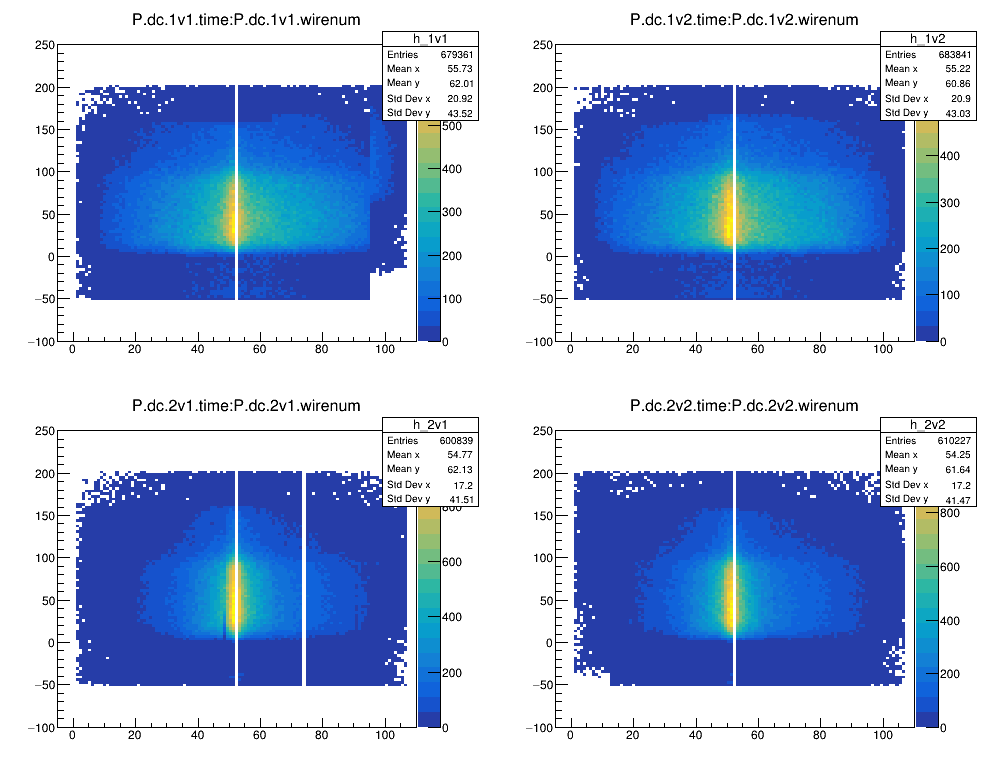 P.dc.1v1.time:P.dc.1v1.wirenum
h_1v1
Entries 679361
Mean x 55.73
Mean y 62.01
Std Dev x 20.92
Std Dev y 43.52
250
200
150
100
50
0
−50
−100
0 20 40 60 80 100
500
400
300
200
100
0
P.dc.1v2.time:P.dc.1v2.wirenum
h_1v2
Entries 683841
Mean x 55.22
Mean y 60.86
Std Dev x 20.9
Std Dev y 43.03
250
200
150
100
50
0
−50
−100
0 20 40 60 80 100
400
300
200
100
0
P.dc.2v1.time:P.dc.2v1.wirenum
h_2v1
Entries 600839
Mean x 54.77
Mean y 62.13
Std Dev x 17.2
Std Dev y 41.51
250
200
150
100
50
0
−50
−100
0 20 40 60 80 100
800
600
400
200
0
P.dc.2v2.time:P.dc.2v2.wirenum
h_2v2
Entries 610227
Mean x 54.25
Mean y 61.64
Std Dev x 17.2
Std Dev y 41.47
250
200
150
100
50
0
−50
−100
0 20 40 60 80 100
800
600
400
200
0